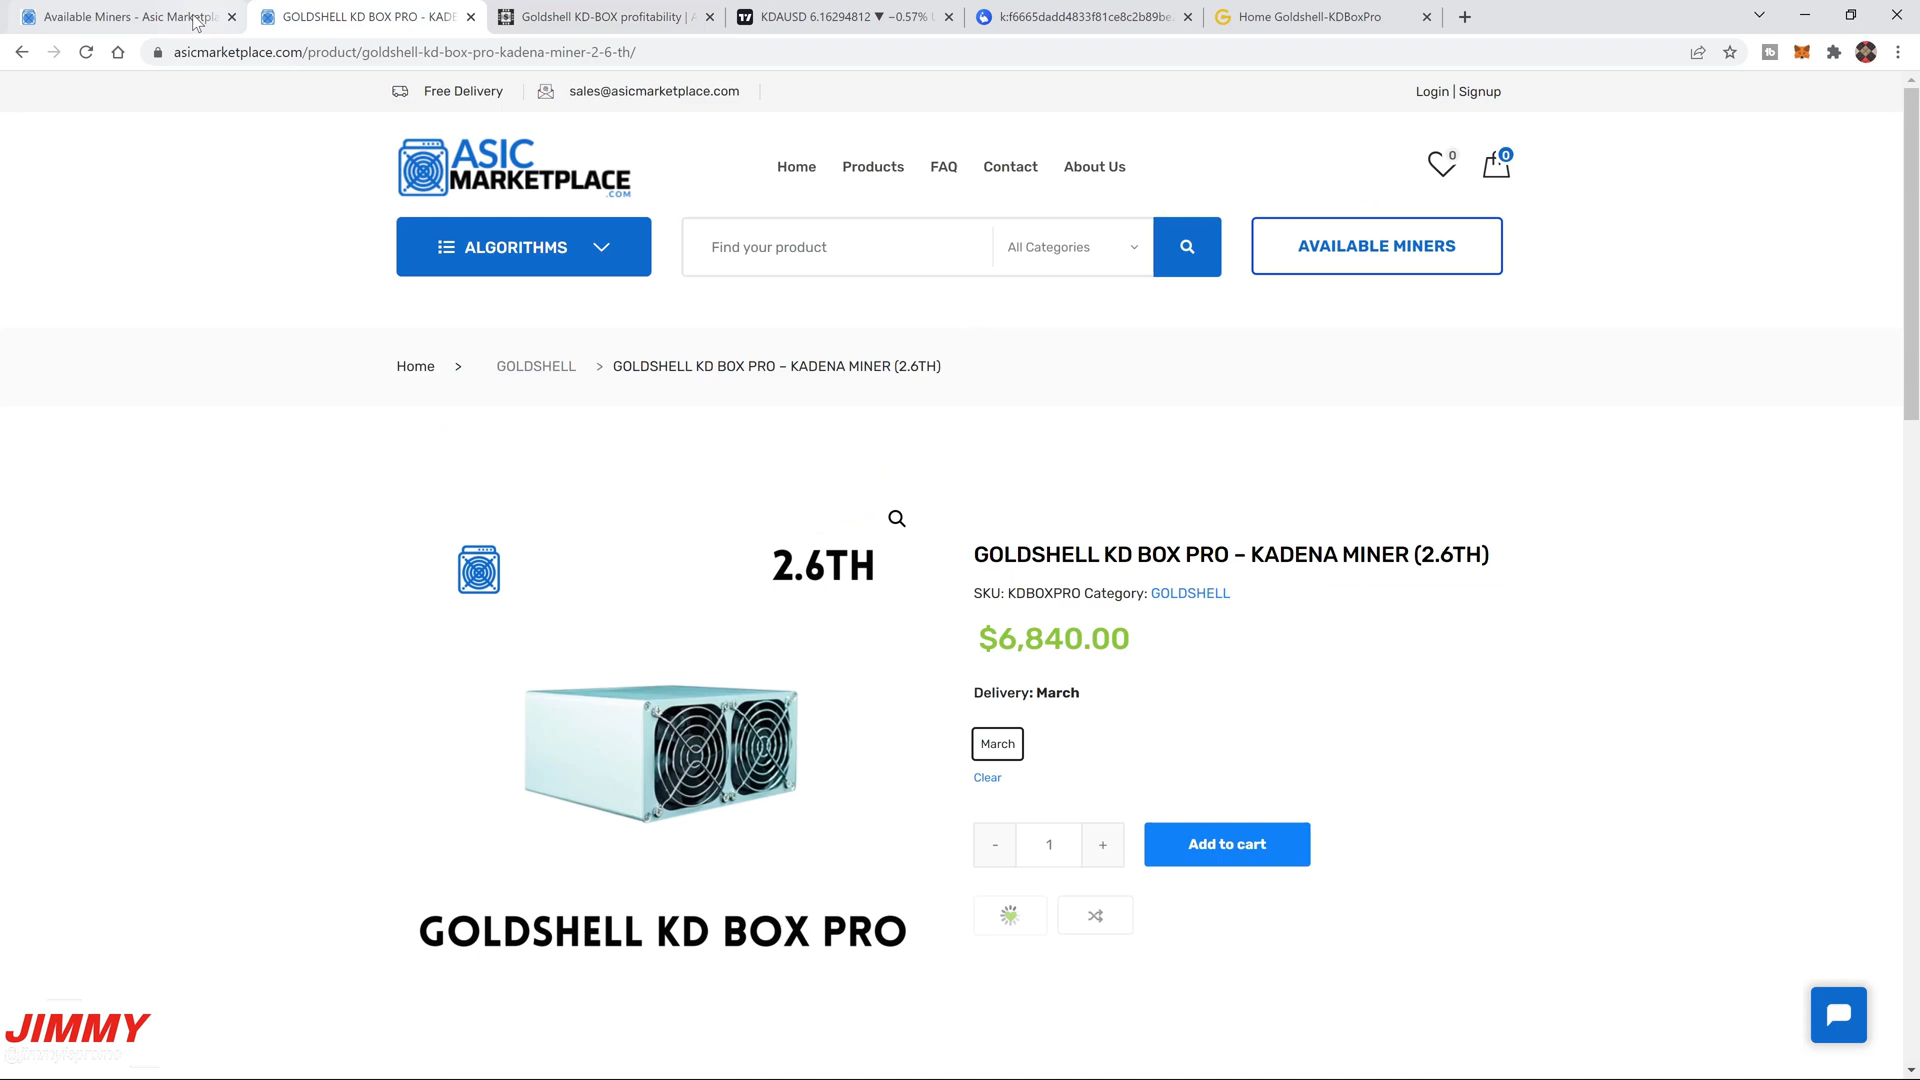 Available Miners - Asic Marketpla
GOLDSHELL KD BOX PRO - KADE
Goldshell KD-BOX profitability | A
KDAUSD 6.16294812 ▼ −0.57% U
k:f6665dadd4833f81ce8c2b89be
Home Goldshell-KDBoxPro
asicmarketplace.com/product/goldshell-kd-box-pro-kadena-miner-2-6-th/
Free Delivery
sales@asicmarketplace.com
Login | Signup
ASIC
MARKETPLACE
.COM
Home
Products
FAQ
Contact
About Us
0
0
ALGORITHMS
Find your product
All Categories
AVAILABLE MINERS
Home > GOLDSHELL > GOLDSHELL KD BOX PRO – KADENA MINER (2.6TH)
2.6TH
GOLDSHELL KD BOX PRO
GOLDSHELL KD BOX PRO – KADENA MINER (2.6TH)
SKU: KDBOXPRO Category: GOLDSHELL
$6,840.00
Delivery: March
March
Clear
- 1 +
Add to cart
JIMMY